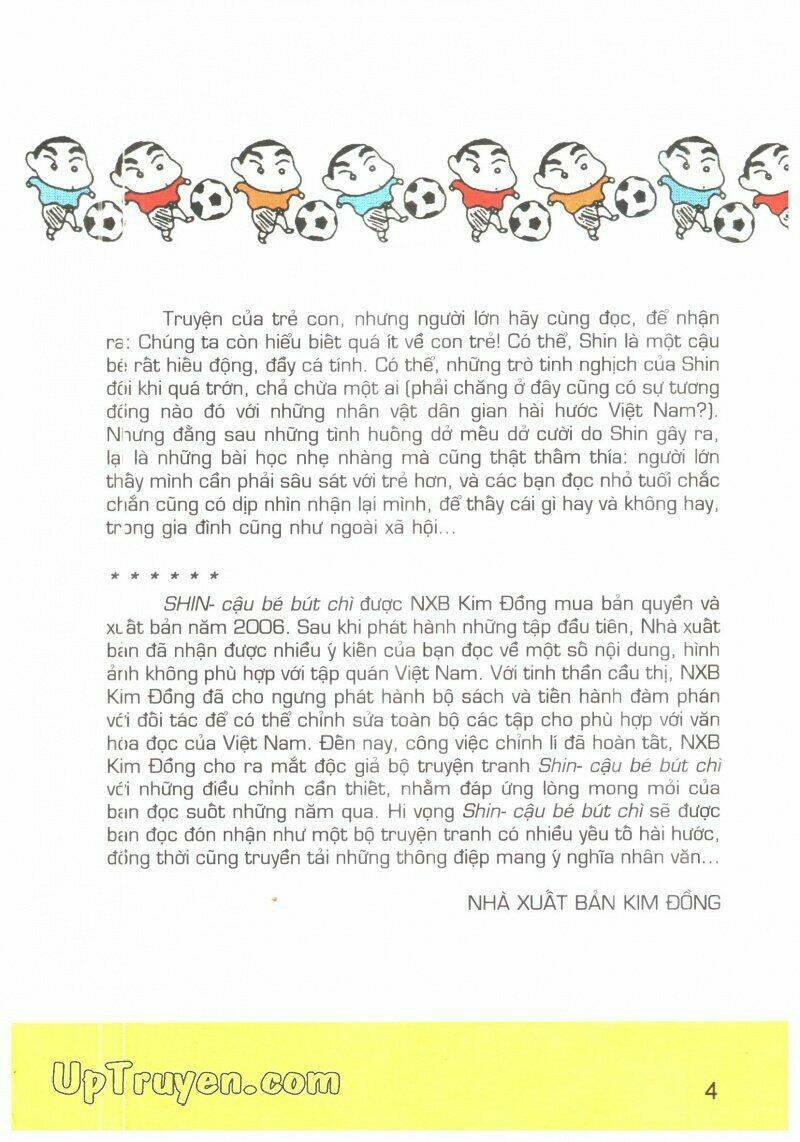 Truyện của trẻ con, nhưng người lớn hãy cùng đọc, để nhận
ra: Chúng ta còn hiểu biết quá ít về con trẻ! Có thể, Shin là một cậu
bé rất hiếu động, đầy cá tính. Có thể, những trò tinh nghịch của Shin
đôi khi quá trớn, chả chừa một ai (phải chăng ở đây cũng có sự tương
đồng nào đó với những nhân vật dân gian hài hước Việt Nam?).
Nhưng đằng sau những tình huống dở mếu dở cười do Shin gây ra,
lại là những bài học nhẹ nhàng mà cũng thật thấm thía: người lớn
thấy mình cần phải sâu sát với trẻ hơn, và các bạn đọc nhỏ tuổi chắc
chắn cũng có dịp nhìn nhận lại mình, để thấy cái gì hay và không hay,
trong gia đình cũng như ngoài xã hội...
* * * * * *
SHIN- cậu bé bút chì được NXB Kim Đồng mua bản quyền và
xuất bản năm 2006. Sau khi phát hành những tập đầu tiên, Nhà xuất
bản đã nhận được nhiều ý kiến của bạn đọc về một số nội dung, hình
ảnh không phù hợp với tập quán Việt Nam. Với tinh thần cầu thị, NXB
Kim Đồng đã cho ngưng phát hành bộ sách và tiến hành đàm phán
với đối tác để có thể chỉnh sửa toàn bộ các tập cho phù hợp với văn
hóa đọc của Việt Nam. Đến nay, công việc chỉnh lí đã hoàn tất, NXB
Kim Đồng cho ra mắt độc giả bộ truyện tranh Shin- cậu bé bút chì
với những điều chỉnh cần thiết, nhằm đáp ứng lòng mong mỏi của
bạn đọc suốt những năm qua. Hi vọng Shin- cậu bé bút chì sẽ được
bạn đọc đón nhận như một bộ truyện tranh có nhiều yếu tố hài hước,
đồng thời cũng truyền tải những thông điệp mang ý nghĩa nhân văn...
NHÀ XUẤT BẢN KIM ĐỒNG
UpTruyen.com
4